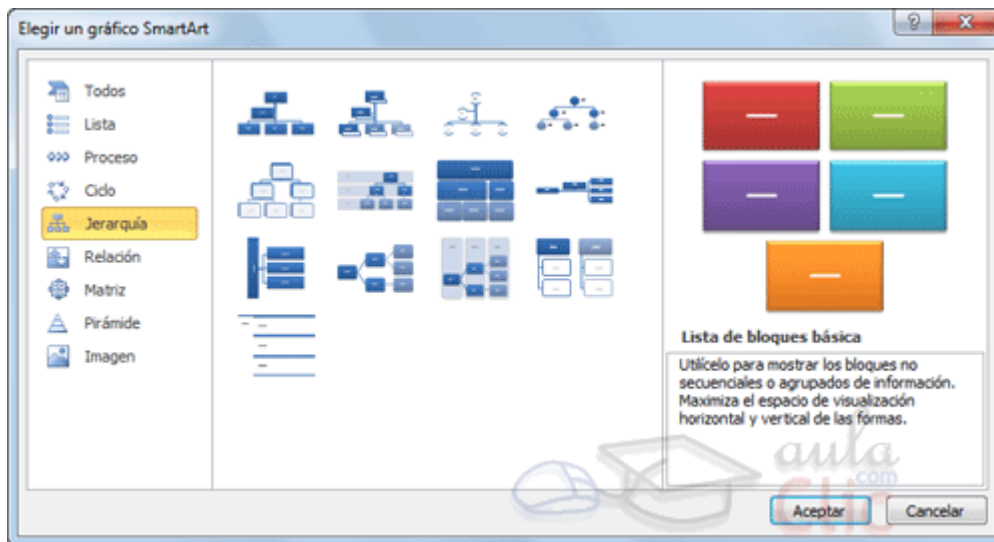 Elegir un gráfico SmartArt
Todos
Lista
Proceso
Ciclo
Jerarquía
Relación
Matriz
Pirámide
Imagen
Lista de bloques básica
Utilícelo para mostrar los bloques no
secuenciales o agrupados de información.
Maximiza el espacio de visualización
horizontal y vertical de las formas.
aula
.com
Clic
Aceptar
Cancelar